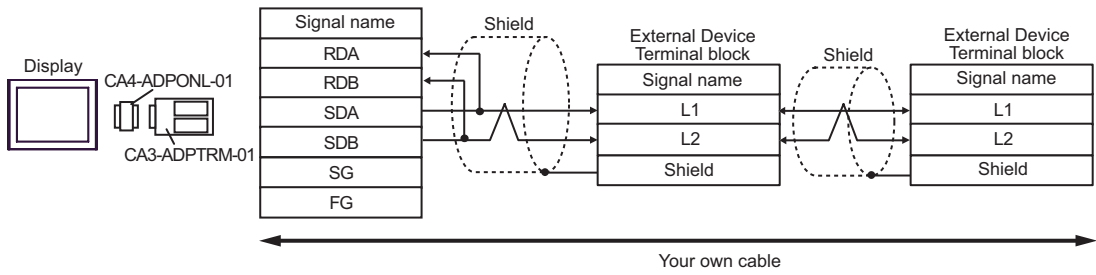 Display
CA4-ADPONL-01
CA3-ADPTRM-01
Signal name
RDA
RDB
SDA
SDB
SG
FG
Shield
External Device
Terminal block
Signal name
L1
L2
Shield
Shield
External Device
Terminal block
Signal name
L1
L2
Shield
Your own cable